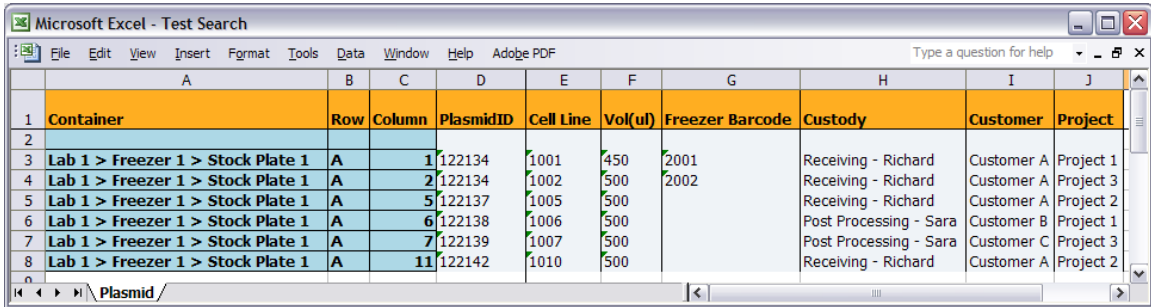 Microsoft Excel - Test Search
File Edit View Insert Format Tools Data Window Help Adobe PDF Type a question for help
A B C D E F G H I J
1 Container Row Column PlasmidID Cell Line Vol(ul) Freezer Barcode Custody Customer Project
2
3 Lab 1 > Freezer 1 > Stock Plate 1 A 1 122134 1001 450 2001 Receiving - Richard Customer A Project 1
4 Lab 1 > Freezer 1 > Stock Plate 1 A 2 122134 1002 500 2002 Receiving - Richard Customer A Project 3
5 Lab 1 > Freezer 1 > Stock Plate 1 A 5 122137 1005 500 Receiving - Richard Customer A Project 2
6 Lab 1 > Freezer 1 > Stock Plate 1 A 6 122138 1006 500 Post Processing - Sara Customer B Project 1
7 Lab 1 > Freezer 1 > Stock Plate 1 A 7 122139 1007 500 Post Processing - Sara Customer C Project 3
8 Lab 1 > Freezer 1 > Stock Plate 1 A 11 122142 1010 500 Receiving - Richard Customer A Project 2
Plasmid